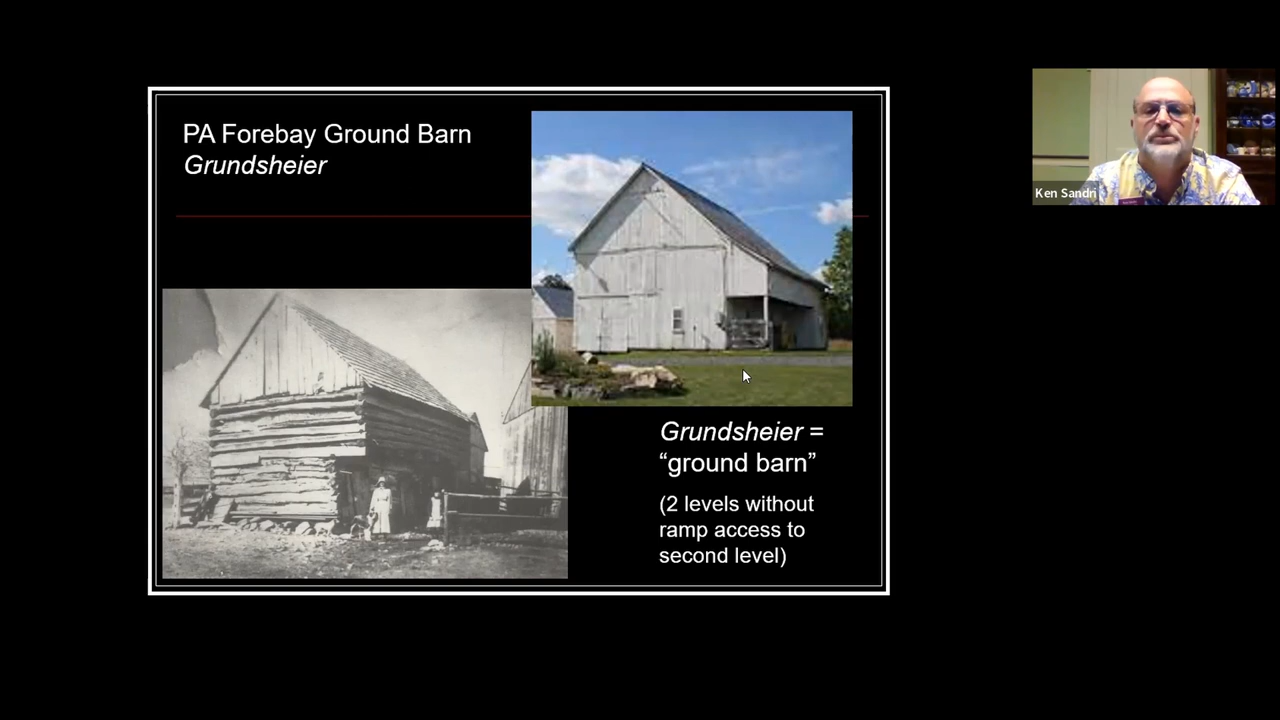 PA Forebay Ground Barn
Grundsheier
Grundsheier =
“ground barn”
(2 levels without
ramp access to
second level)
Ken Sandri